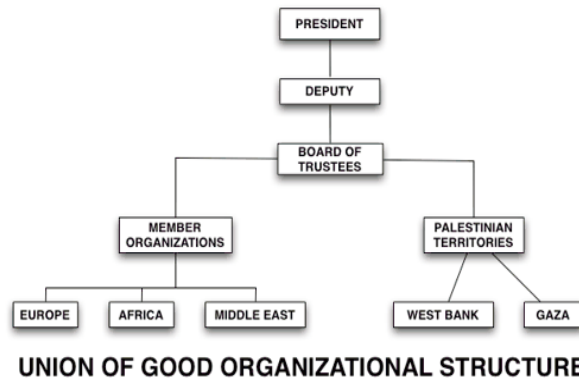 PRESIDENT
DEPUTY
BOARD OF
TRUSTEES
MEMBER
ORGANIZATIONS
PALESTINIAN
TERRITORIES
EUROPE
AFRICA
MIDDLE EAST
WEST BANK
GAZA
UNION OF GOOD ORGANIZATIONAL STRUCTURE